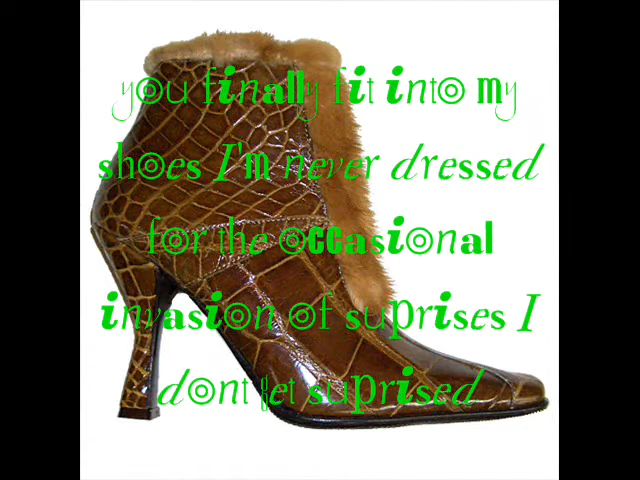 you finally fit into my
shoes I'm never dressed
for the occasional
invasion of suprises I
dont get suprised